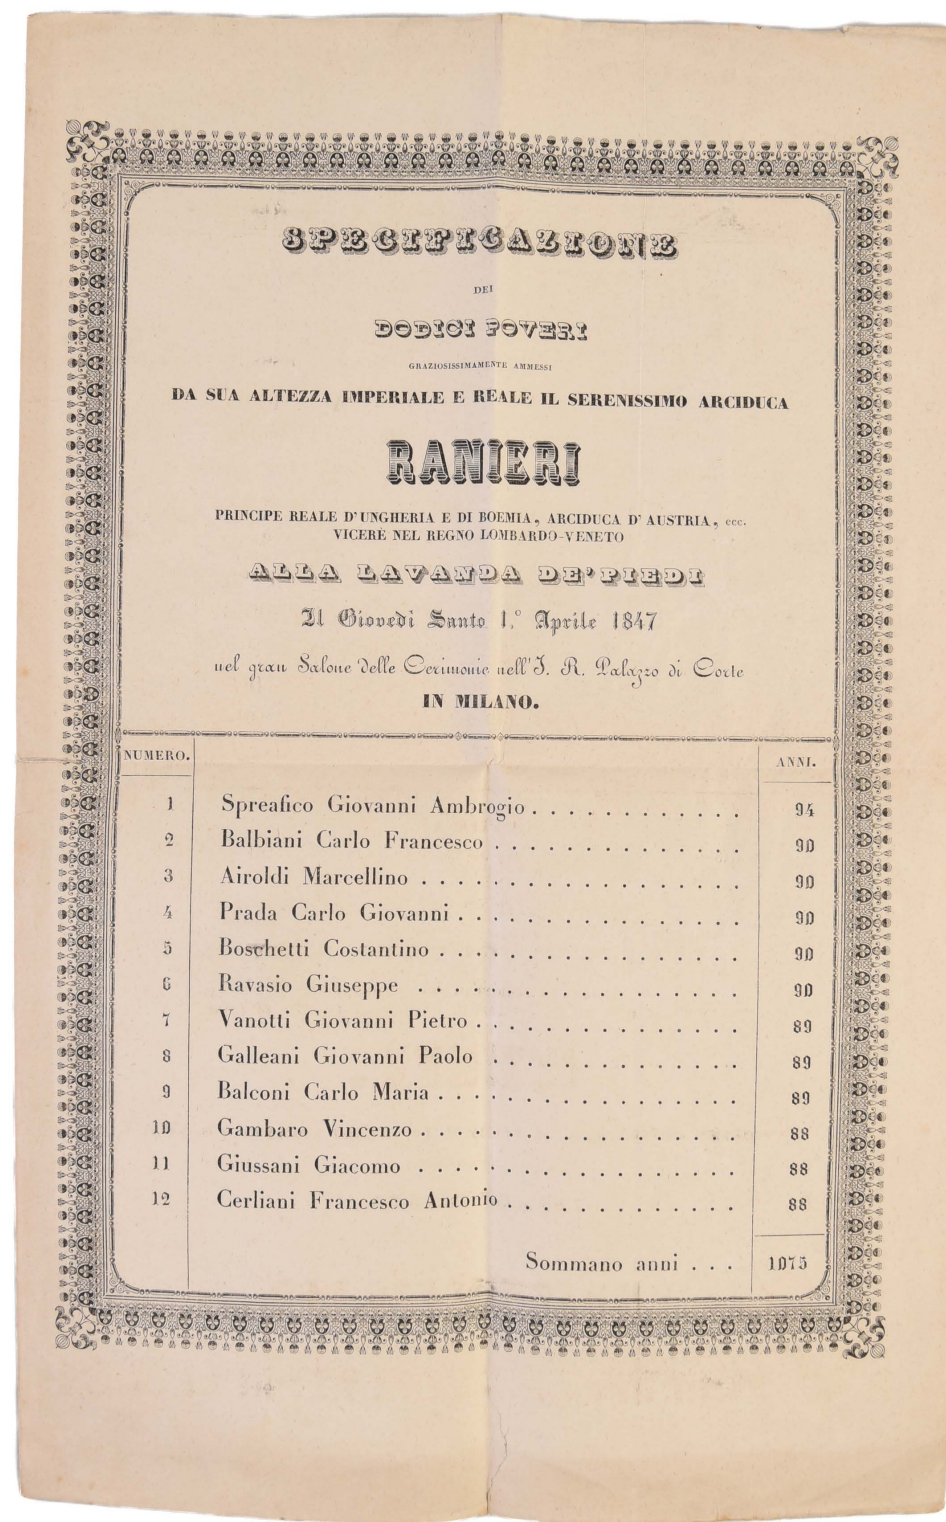 SPECIFICAZIONE
DEI
DODICI POVERI
GRAZIOSISSIMAMENTE AMMESSI
DA SUA ALTEZZA IMPERIALE E REALE IL SERENISSIMO ARCIDUCA
RANIERI
PRINCIPE REALE D'UNGHERIA E DI BOEMIA, ARCIDUCA D'AUSTRIA, ecc.
VICERÈ NEL REGNO LOMBARDO-VENETO
ALLA LAVANDA DE' PIEDI
Il Giovedì Santo 1.° Aprile 1847
nel gran Salone delle Cerimonie nell'I. R. Palazzo di Corte
IN MILANO.
NUMERO. ANNI.
1 Spreafico Giovanni Ambrogio . . . . . . . . . . . . 94
2 Balbiani Carlo Francesco . . . . . . . . . . . . . . 90
3 Airoldi Marcellino . . . . . . . . . . . . . . . . . . 90
4 Prada Carlo Giovanni . . . . . . . . . . . . . . . . 90
5 Boschetti Costantino . . . . . . . . . . . . . . . . . 90
6 Ravasio Giuseppe . . . . . . . . . . . . . . . . . . 90
7 Vanotti Giovanni Pietro . . . . . . . . . . . . . . . 89
8 Galleani Giovanni Paolo . . . . . . . . . . . . . . 89
9 Balconi Carlo Maria . . . . . . . . . . . . . . . . . 89
10 Gambaro Vincenzo . . . . . . . . . . . . . . . . . . 88
11 Giussani Giacomo . . . . . . . . . . . . . . . . . . 88
12 Cerliani Francesco Antonio . . . . . . . . . . . . . 88
Sommano anni . . . 1075